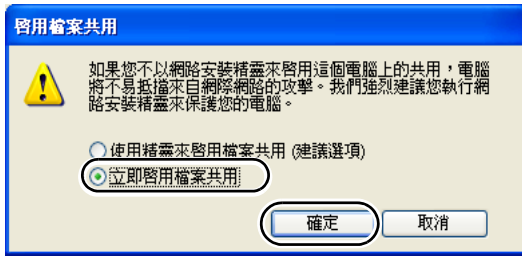 啓用檔案共用
如果您不以網路安裝精靈來啓用這個電腦上的共用，電腦
將不易抵擋來自網際網路的攻擊。我們強烈建議您執行網
路安裝精靈來保護您的電腦。
使用精靈來啓用檔案共用 (建議選項)
立即啓用檔案共用
確定 取消